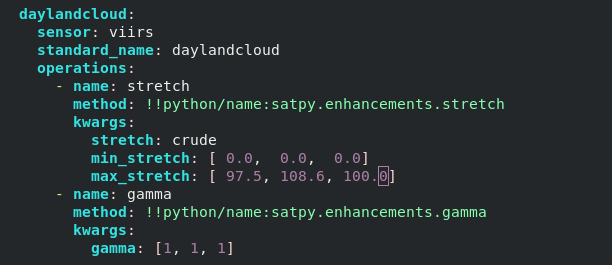 daylandcloud:
  sensor: viirs
  standard_name: daylandcloud
  operations:
    - name: stretch
      method: !!python/name:satpy.enhancements.stretch
      kwargs:
        stretch: crude
        min_stretch: [ 0.0,  0.0,  0.0]
        max_stretch: [ 97.5, 108.6, 100.0]
    - name: gamma
      method: !!python/name:satpy.enhancements.gamma
      kwargs:
        gamma: [1, 1, 1]